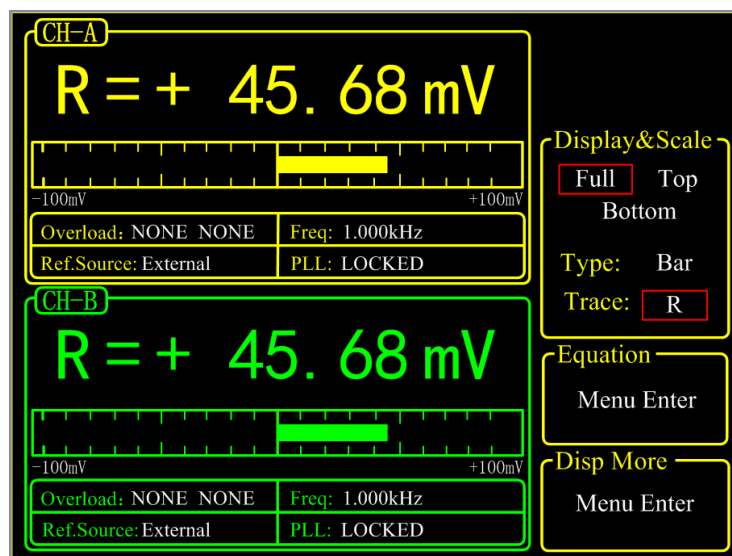 CH-A
R=+ 45.68 mV
-100mV +100mV
Overload: NONE NONE Freq: 1.000kHz
Ref.Source: External PLL: LOCKED
CH-B
R=+ 45.68 mV
-100mV +100mV
Overload: NONE NONE Freq: 1.000kHz
Ref.Source: External PLL: LOCKED
Display&Scale
Full Top
Bottom
Type: Bar
Trace: R
Equation
Menu Enter
Disp More
Menu Enter